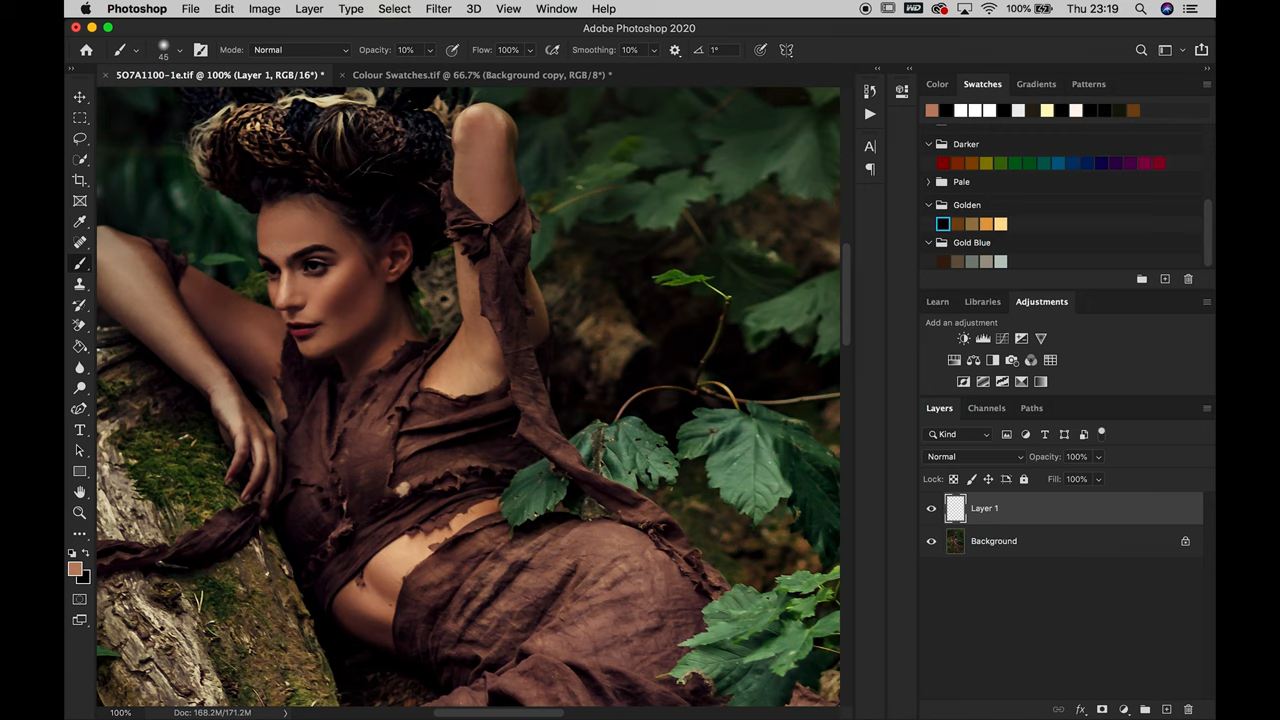 Photoshop File Edit Image Layer Type Select Filter 3D View Window Help WD 100% Thu 23:19
Adobe Photoshop 2020
45 Mode: Normal Opacity: 10% Flow: 100% Smoothing: 10% 1°
5O7A1100-1e.tif @ 100% (Layer 1, RGB/16*) * Colour Swatches.tif @ 66.7% (Background copy, RGB/8*) *
Color Swatches Gradients Patterns
Darker
Pale
Golden
Gold Blue
Learn Libraries Adjustments
Add an adjustment
Layers Channels Paths
Kind
Normal Opacity: 100%
Lock: Fill: 100%
Layer 1
Background
100% Doc: 168.2M/171.2M